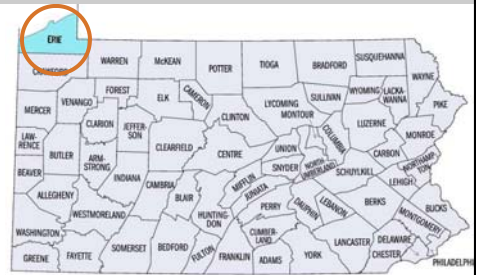 ERIE
CRAWFORD
WARREN
McKEAN
POTTER
TIOGA
BRADFORD
SUSQUEHANNA
WAYNE
FOREST
ELK
CAMERON
SULLIVAN
WYOMING
LACKA-
WANNA
PIKE
MERCER
VENANGO
CLARION
JEFFER-
SON
CLINTON
LYCOMING
MONTOUR
COLUMBIA
LUZERNE
MONROE
LAW-
RENCE
BUTLER
ARM-
STRONG
CLEARFIELD
CENTRE
UNION
SNYDER
NORTH
UMBERLAND
SCHUYLKILL
CARBON
NORTHAMP
TON
LEHIGH
BEAVER
ALLEGHENY
INDIANA
CAMBRIA
BLAIR
MIFFLIN
JUNIATA
HUNTING-
DON
PERRY
DAUPHIN
LEBANON
BERKS
MONTGOMERY
BUCKS
WESTMORELAND
WASHINGTON
GREENE
FAYETTE
SOMERSET
BEDFORD
FULTON
FRANKLIN
CUMBER-
LAND
ADAMS
YORK
LANCASTER
DELAWARE
CHESTER
PHILADELPHI